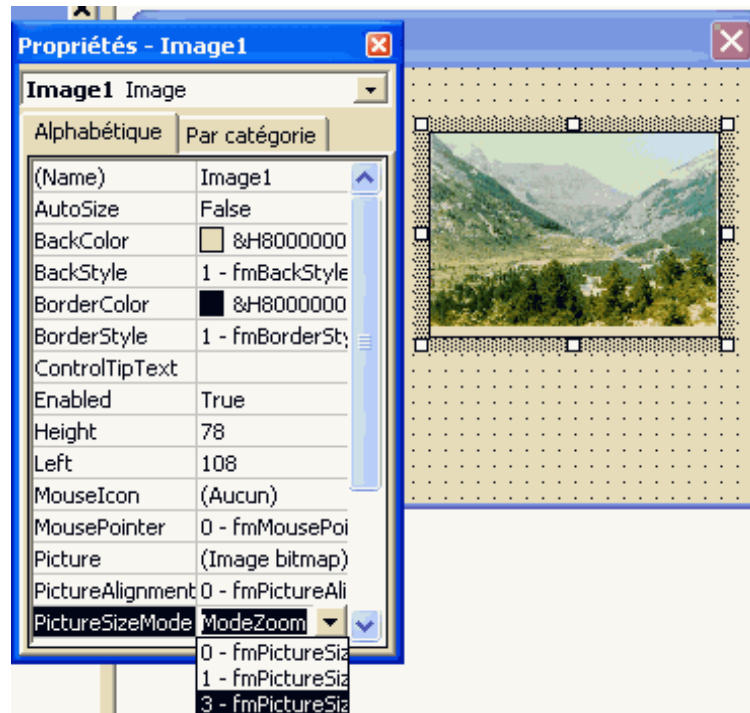 Propriétés - Image1
Image1 Image
Alphabétique Par catégorie
(Name) Image1
AutoSize False
BackColor &H8000000
BackStyle 1 - fmBackStyle
BorderColor &H8000000
BorderStyle 1 - fmBorderSty
ControlTipText
Enabled True
Height 78
Left 108
MouseIcon (Aucun)
MousePointer 0 - fmMousePoi
Picture (Image bitmap)
PictureAlignment 0 - fmPictureAli
PictureSizeMode ModeZoom
0 - fmPictureSiz
1 - fmPictureSiz
3 - fmPictureSiz